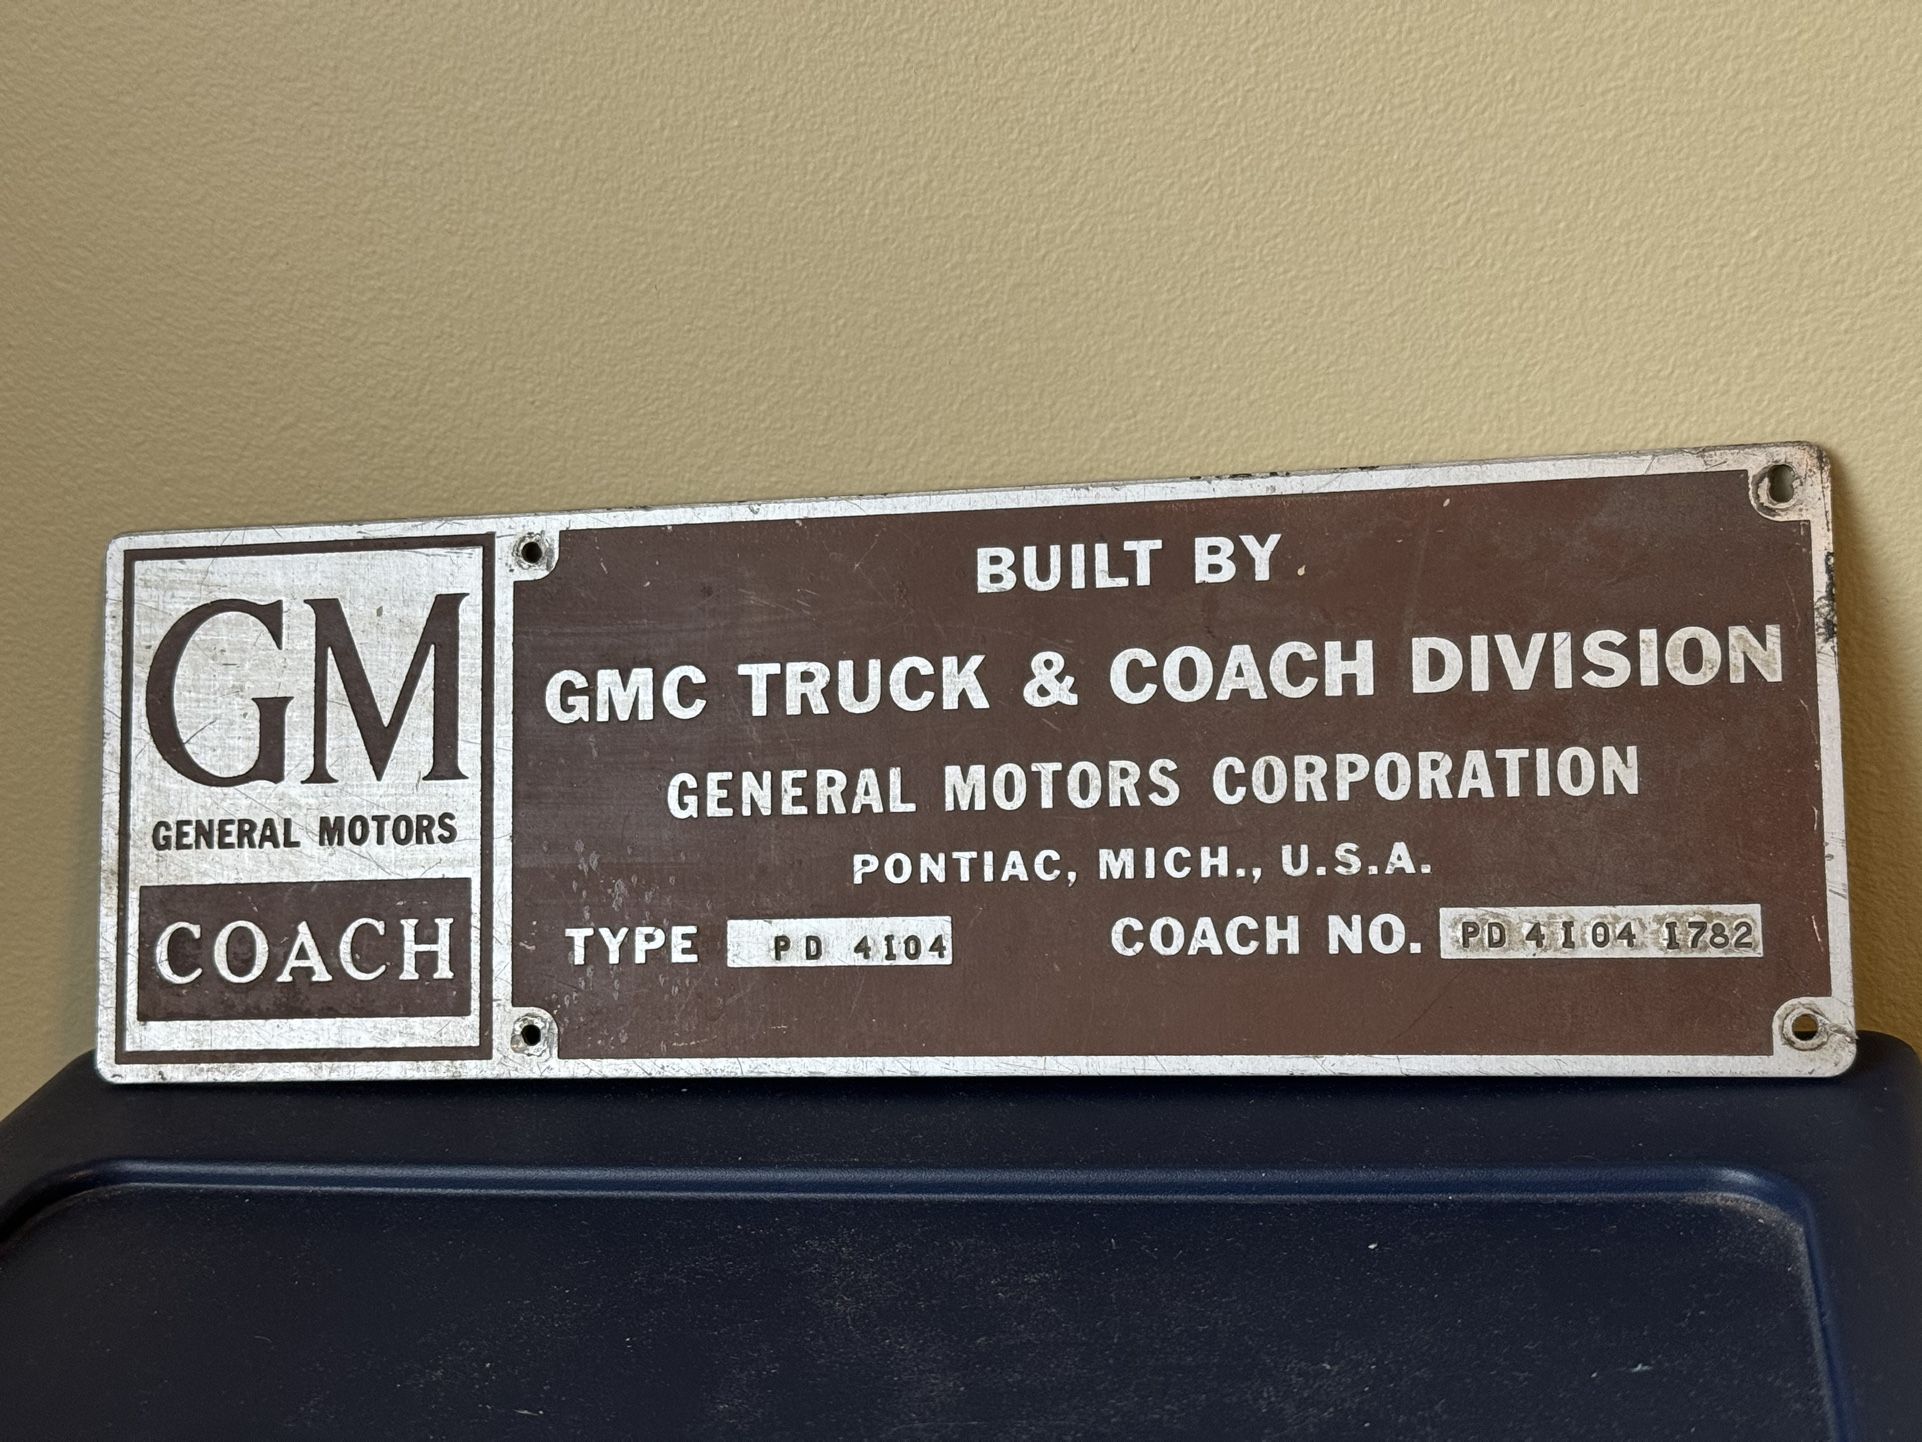 GM
GENERAL MOTORS
COACH
BUILT BY
GMC TRUCK & COACH DIVISION
GENERAL MOTORS CORPORATION
PONTIAC, MICH., U.S.A.
TYPE PD 4104 COACH NO. PD 4104 1782